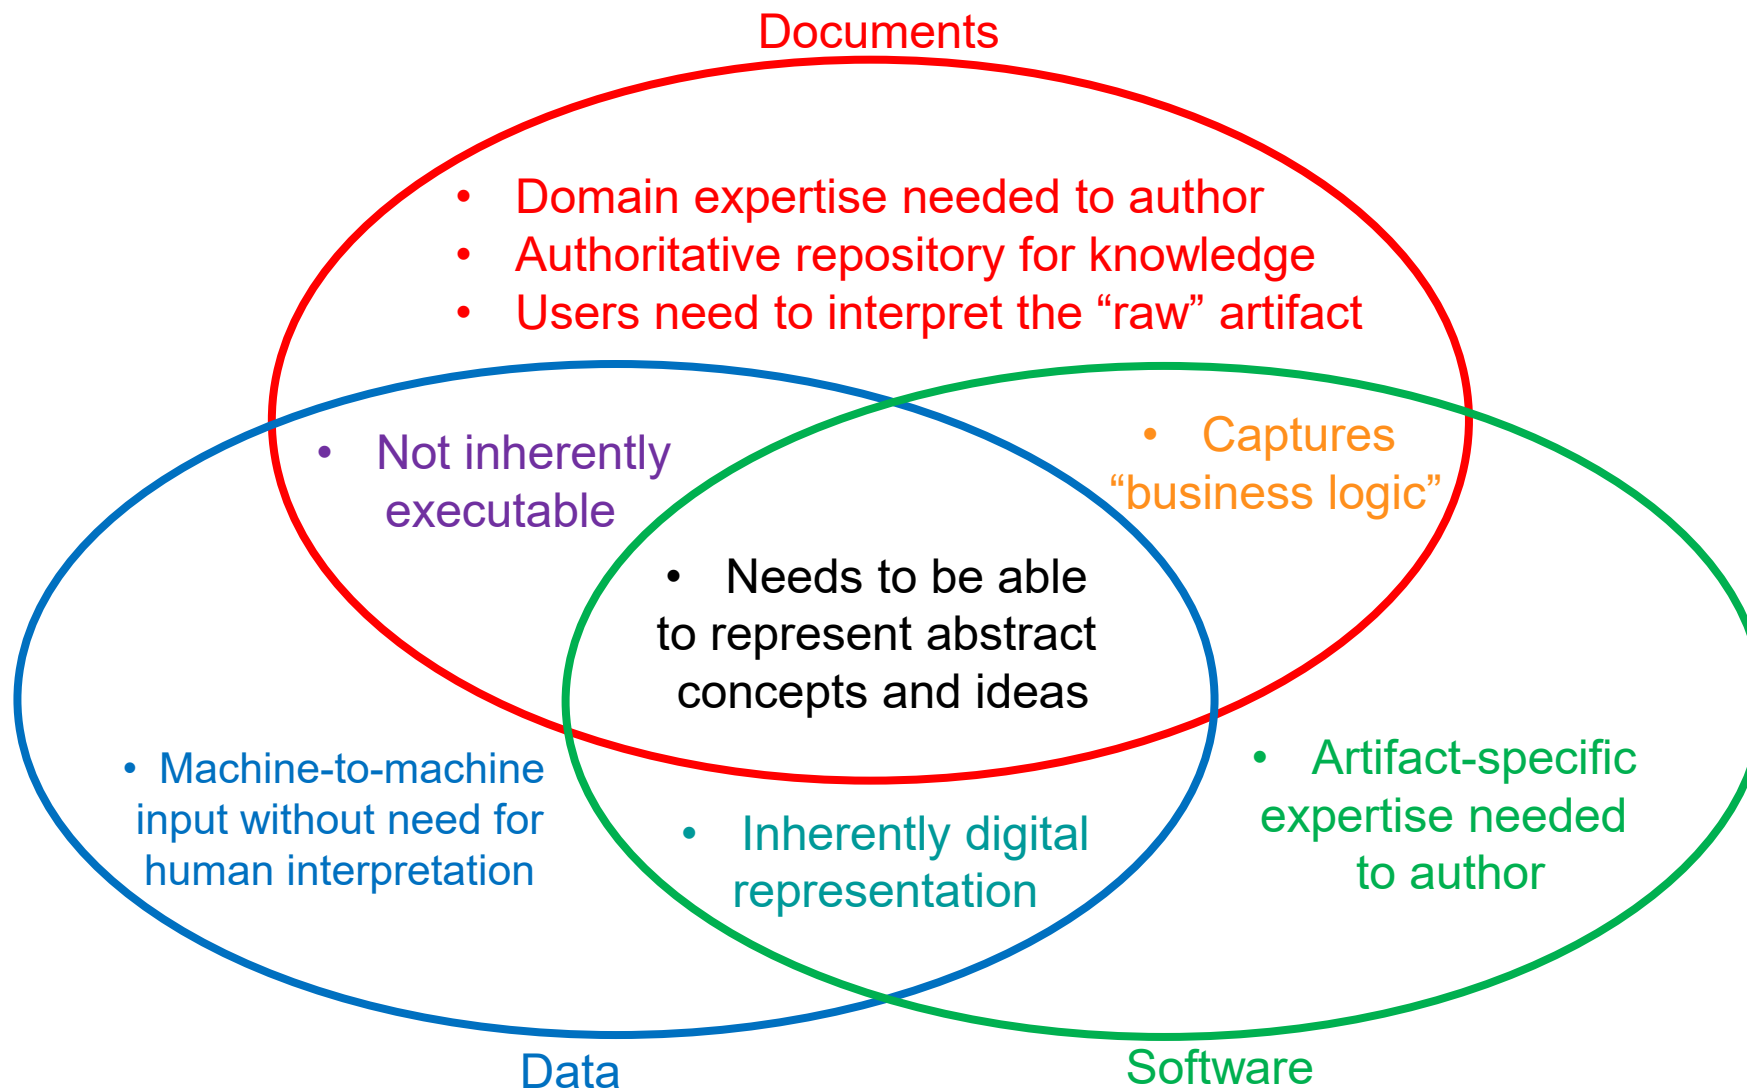 Documents
• Domain expertise needed to author
• Authoritative repository for knowledge
• Users need to interpret the “raw” artifact
• Not inherently
executable
• Captures
“business logic”
• Needs to be able
to represent abstract
concepts and ideas
• Machine-to-machine
input without need for
human interpretation
• Inherently digital
representation
• Artifact-specific
expertise needed
to author
Data
Software